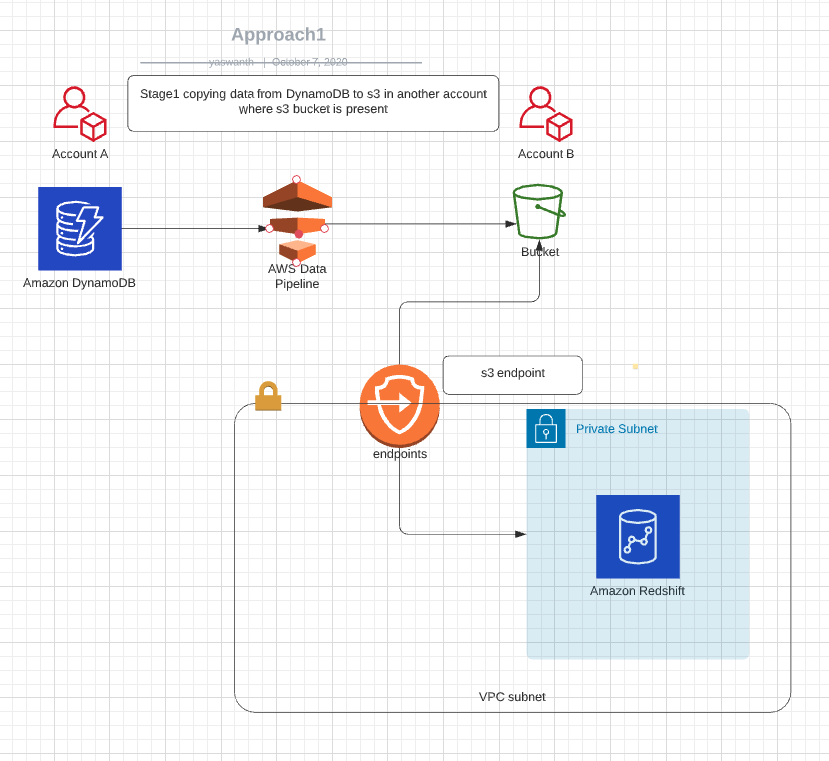 Approach1
yaswanth | October 7, 2020
Stage1 copying data from DynamoDB to s3 in another account
where s3 bucket is present
Account A
Account B
Amazon DynamoDB
AWS Data
Pipeline
Bucket
s3 endpoint
endpoints
Private Subnet
Amazon Redshift
VPC subnet